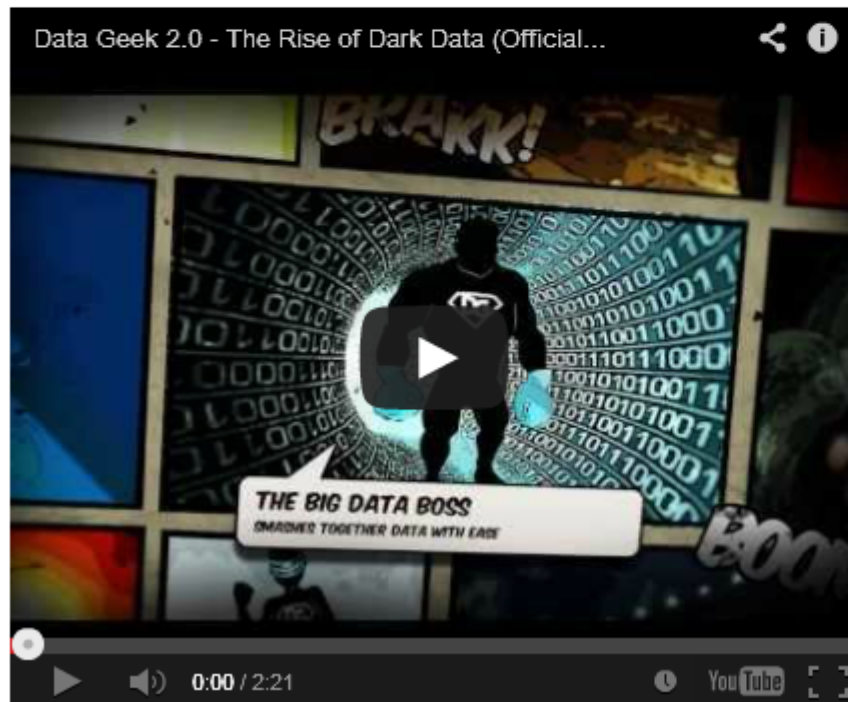 Data Geek 2.0 - The Rise of Dark Data (Official...
BRAKK!
THE BIG DATA BOSS
SMASHES TOGETHER DATA WITH EASE
BOOM
0:00 / 2:21
YouTube